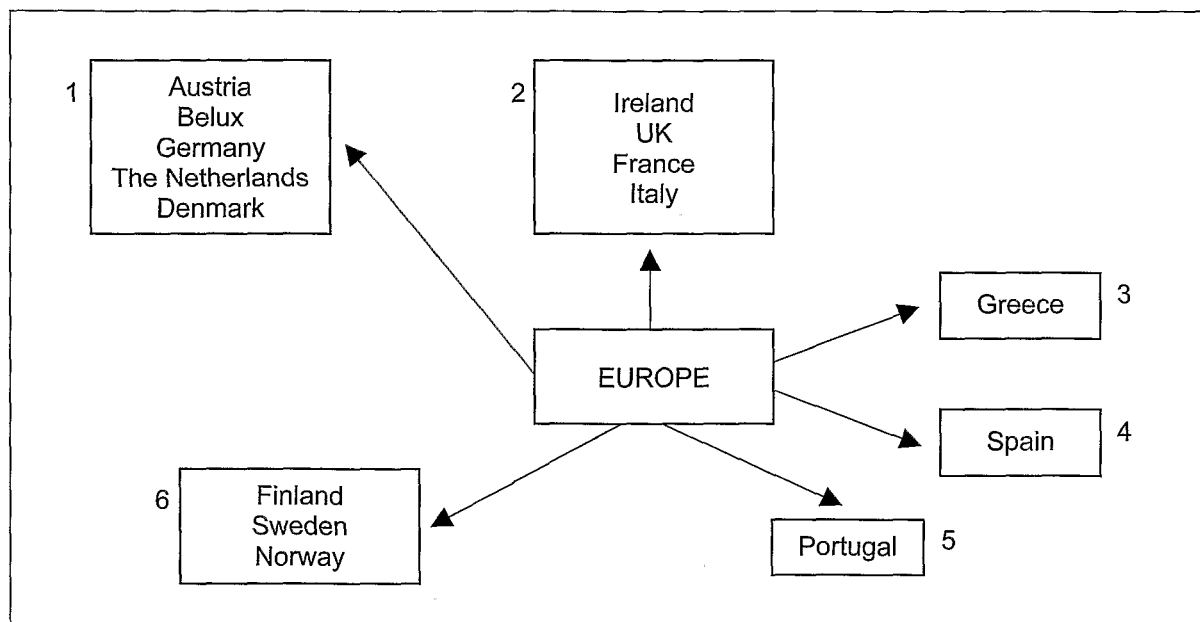 1
Austria
Belux
Germany
The Netherlands
Denmark
2
Ireland
UK
France
Italy
Greece
3
EUROPE
Spain
4
6
Finland
Sweden
Norway
Portugal
5